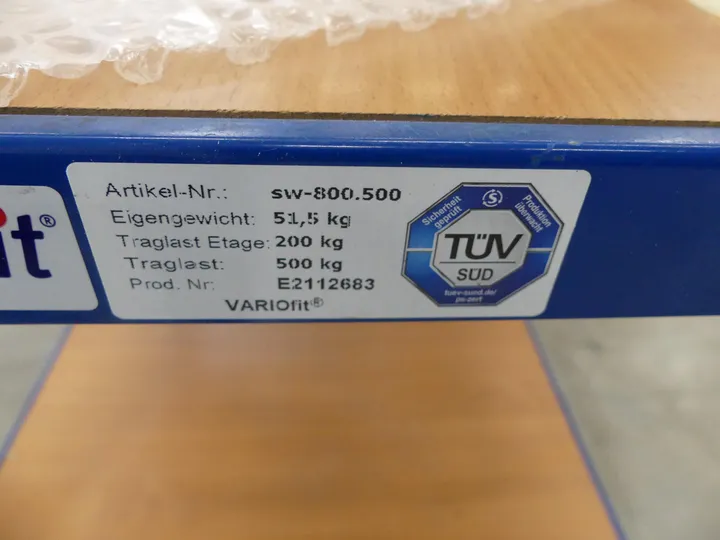 it®
Artikel-Nr.: sw-800.500
Eigengewicht: 51,5 kg
Traglast Etage: 200 kg
Traglast: 500 kg
Prod. Nr: E2112683
VARIOfit®
Sicherheit
geprüft
S
Produktion
überwacht
TÜV
SÜD
tuev-sued.de/
ps-zert